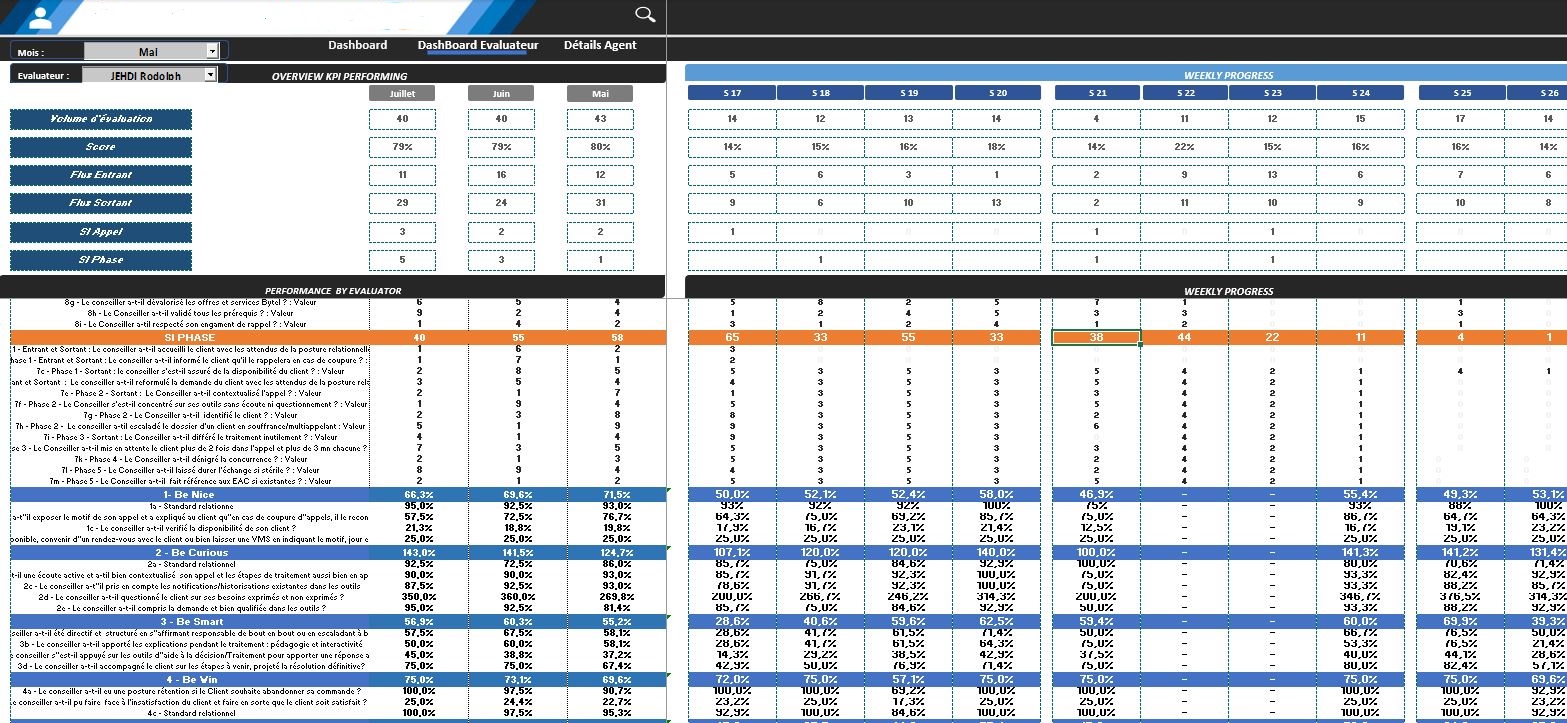 Dashboard DashBoard Evaluateur Détails Agent
Mois : Mai
Evaluateur : JEHDI Rodolph
OVERVIEW KPI PERFORMING WEEKLY PROGRESS
Juillet Juin Mai S 17 S 18 S 19 S 20 S 21 S 22 S 23 S 24 S 25 S 26
Volume d'évaluation 40 40 43 14 12 13 14 4 11 12 15 17 14
Score 79% 79% 80% 14% 15% 16% 18% 14% 22% 15% 16% 16% 14%
Flux Entrant 11 16 12 5 6 3 1 2 9 13 6 7 6
Flux Sortant 29 24 31 9 6 10 13 2 11 10 9 10 8
SI Appel 3 2 2 1 0 0 0 1 0 1 0 0 0
SI Phase 5 3 1 1 1 1
PERFORMANCE BY EVALUATOR WEEKLY PROGRESS
8g - Le conseiller a-t-il dévalorisé les offres et services Bytel ? : Valeur 6 5 4 5 8 2 5 7 1 1
8h - Le conseiller a-t-il validé tous les prérequis ? : Valeur 9 2 4 1 2 4 5 3 3 3
8i - Le Conseiller a-til respecté son engament de rappel ? : Valeur 1 4 2 3 1 2 4 1 2 1
SI PHASE 40 55 58 65 33 55 33 38 44 22 11 4 1
1 - Entrant et Sortant : Le conseiller a-t-il accueilli le client avec les attendus de la posture relationnelle 1 6 2 3
hase 1 - Entrant et Sortant : Le conseiller a-t-il informé le client qu'il le rappelera en cas de coupure ? : 1 7 1 2
7c - Phase 1 - Sortant : le conseiller s'est-il assuré de la disponibilité du client ? : Valeur 2 8 5 5 3 5 3 5 4 2 1 4 1
ant et Sortant : Le conseiller a-t-il reformulé la demande du client avec les attendus de la posture rela 3 5 4 4 3 5 3 5 4 2 1
7e - Phase 2 - Sortant : Le Conseiller a-t-il contextualisé l'appel ? : Valeur 2 1 7 1 3 5 3 5 4 2 1
7f - Phase 2 - Le Conseiller s'est-il concentré sur ses outils sans écoute ni questionnement ? : Valeur 1 9 4 5 3 5 3 5 4 2 1
7g - Phase 2 - Le Conseiller a-t-il identifié le client ? : Valeur 2 3 8 8 3 5 3 2 4 2 1
7h - Phase 2 - Le conseiller a-til escaladé le dossier d'un client en souffrance/multiappelant : Valeur 5 1 9 9 3 5 3 6 4 2 1
7i - Phase 3 - Sortant : Le Conseiller a-t-il différé le traitement inutilement ? : Valeur 4 1 4 9 3 5 3 4 2 1
se 3 - Le Conseiller a-t-il mis en attente le client plus de 2 fois dans l'appel et plus de 3 mn chacune ? 7 3 5 5 3 5 3 3 4 2 1
7k - Phase 4 - Le Conseiller a-t-il dénigré la concurrence ? : Valeur 2 1 3 5 3 5 3 2 4 2 1
7l - Phase 5 - Le Conseiller a-t-il laissé durer l'échange si stérile ? : Valeur 8 9 4 4 3 5 3 5 4 2 1
7m - Phase 5 - Le Conseiller a-t-il fait référence aux EAC si existantes ? : Valeur 2 1 2 5 3 5 3 5 4 2 1
1- Be Nice 66,3% 69,6% 71,5% 50,0% 52,1% 52,4% 58,0% 46,9% - - 55,4% 49,3% 53,1%
1a - Standard relationne 95,0% 92,5% 93,0% 93% 92% 92% 100% 75% - - 93% 88% 100%
a-t"il exposer le motif de son appel et a expliqué au client qu"en cas de coupure d"appels, il le recon 57,5% 72,5% 76,7% 64,3% 75,0% 69,2% 85,7% 75,0% - - 86,7% 64,7% 64,3%
1c - Le conseiller a-t-il vérifié la disponibilité de son client ? 21,3% 18,8% 19,8% 17,9% 16,7% 23,1% 21,4% 12,5% - - 16,7% 19,1% 23,2%
ponible, convenir d"un rendez-vous avec le client ou bien laisser une VMS en indiquant le motif, jour e 25,0% 25,0% 25,0% 25,0% 25,0% 25,0% 25,0% 25,0% - - 25,0% 25,0% 25,0%
2 - Be Curious 143,0% 141,5% 124,7% 107,1% 120,0% 120,0% 140,0% 100,0% - - 141,3% 141,2% 131,4%
2a - Standard relationnel 92,5% 72,5% 86,0% 85,7% 75,0% 84,6% 92,9% 100,0% - - 80,0% 70,6% 71,4%
t-il une écoute active et a-til bien contextualisé son appel et les étapes de traitement aussi bien en ap 90,0% 90,0% 93,0% 85,7% 91,7% 92,3% 100,0% 75,0% - - 93,3% 82,4% 92,9%
2c - Le conseiller a-t"il pris en compte les notifications/historisations existantes dans les outils 87,5% 92,5% 93,0% 78,6% 91,7% 92,3% 100,0% 75,0% - - 93,3% 88,2% 85,7%
2d - Le conseiller a-t-il questionné le client sur ses besoins exprimés et non exprimés ? 350,0% 360,0% 269,8% 200,0% 266,7% 246,2% 314,3% 200,0% - - 346,7% 376,5% 314,3%
2e - Le conseiller a-t-il compris la demande et bien qualifiée dans les outils ? 95,0% 92,5% 81,4% 85,7% 75,0% 84,6% 92,9% 50,0% - - 93,3% 88,2% 92,9%
3 - Be Smart 56,9% 60,3% 55,2% 28,6% 40,6% 59,6% 62,5% 59,4% - - 60,0% 69,9% 39,3%
seiller a-t-il été directif et structuré en s"affirmant responsable de bout en bout ou en escaladant à b 57,5% 67,5% 58,1% 28,6% 41,7% 61,5% 71,4% 50,0% - - 66,7% 76,5% 50,0%
3b - Le conseiller a-t-il apporté les explications pendant le traitement : pédagogie et interactivité 50,0% 60,0% 58,1% 28,6% 41,7% 61,5% 64,3% 75,0% - - 53,3% 76,5% 21,4%
e conseiller s"est-il appuyé sur les outils d"aide à la décision/Traitement pour apporter une réponse a 45,0% 38,8% 37,2% 14,3% 29,2% 38,5% 42,9% 37,5% - - 40,0% 44,1% 28,6%
3d - Le conseiller a-t-il accompagné le client sur les étapes à venir, projeté la résolution définitive? 75,0% 75,0% 67,4% 42,9% 50,0% 76,9% 71,4% 75,0% - - 80,0% 82,4% 57,1%
4 - Be Win 75,0% 73,1% 69,6% 72,0% 75,0% 57,1% 75,0% 75,0% - - 75,0% 75,0% 69,6%
4a - Le conseiller a-t-il eu une posture rétention si le Client souhaite abandonner sa commande ? 100,0% 97,5% 90,7% 100,0% 100,0% 69,2% 100,0% 100,0% - - 100,0% 100,0% 92,9%
e conseiller a-t-il pu faire face à l'insatisfaction du client et faire en sorte que le client soit satisfait ? 25,0% 24,4% 22,7% 23,2% 25,0% 17,3% 25,0% 25,0% - - 25,0% 25,0% 23,2%
4c - Standard relationnel 100,0% 97,5% 95,3% 92,9% 100,0% 84,6% 100,0% 100,0% - - 100,0% 100,0% 92,9%